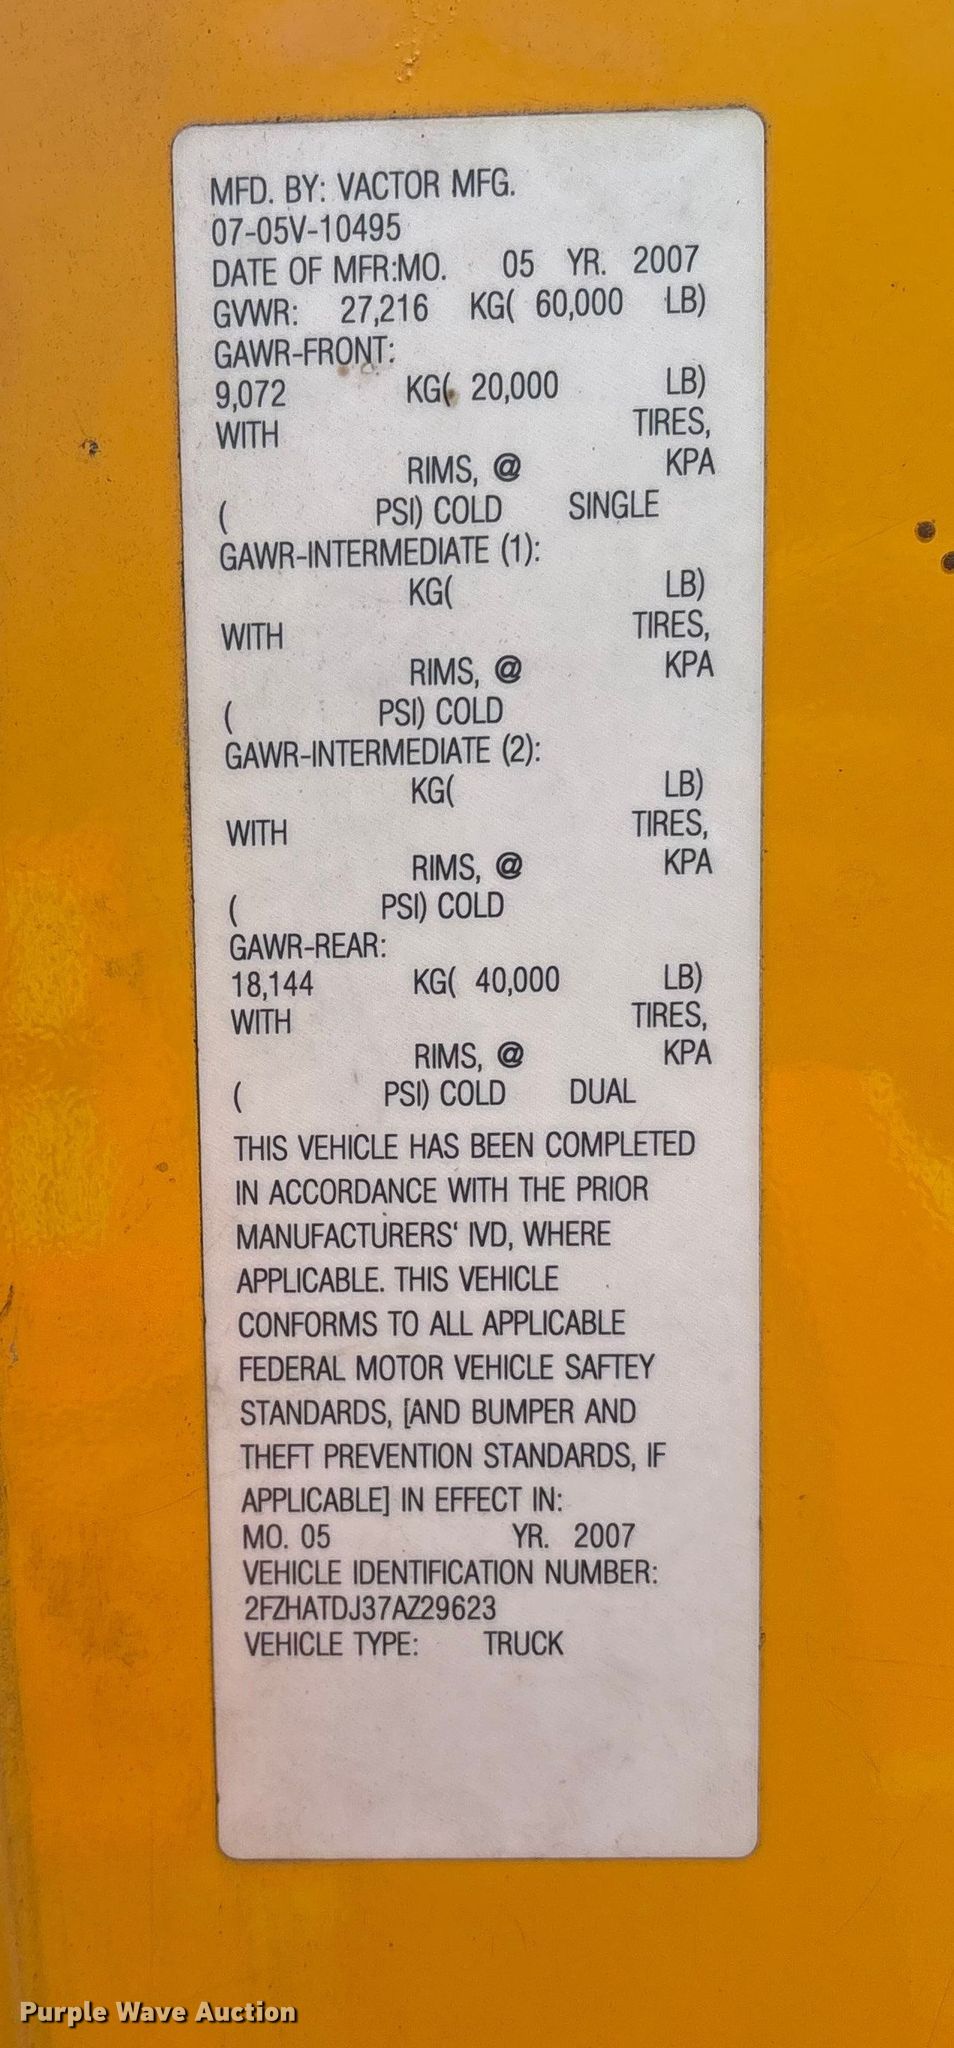 MFD. BY: VACTOR MFG.
07-05V-10495
DATE OF MFR:MO. 05 YR. 2007
GVWR: 27,216 KG( 60,000 LB)
GAWR-FRONT:
9,072 KG( 20,000 LB)
WITH TIRES,
RIMS, @ KPA
( PSI) COLD SINGLE
GAWR-INTERMEDIATE (1):
KG( LB)
WITH TIRES,
RIMS, @ KPA
( PSI) COLD
GAWR-INTERMEDIATE (2):
KG( LB)
WITH TIRES,
RIMS, @ KPA
( PSI) COLD
GAWR-REAR:
18,144 KG( 40,000 LB)
WITH TIRES,
RIMS, @ KPA
( PSI) COLD DUAL
THIS VEHICLE HAS BEEN COMPLETED
IN ACCORDANCE WITH THE PRIOR
MANUFACTURERS‘ IVD, WHERE
APPLICABLE. THIS VEHICLE
CONFORMS TO ALL APPLICABLE
FEDERAL MOTOR VEHICLE SAFTEY
STANDARDS, [AND BUMPER AND
THEFT PREVENTION STANDARDS, IF
APPLICABLE] IN EFFECT IN:
MO. 05 YR. 2007
VEHICLE IDENTIFICATION NUMBER:
2FZHATDJ37AZ29623
VEHICLE TYPE: TRUCK
Purple Wave Auction